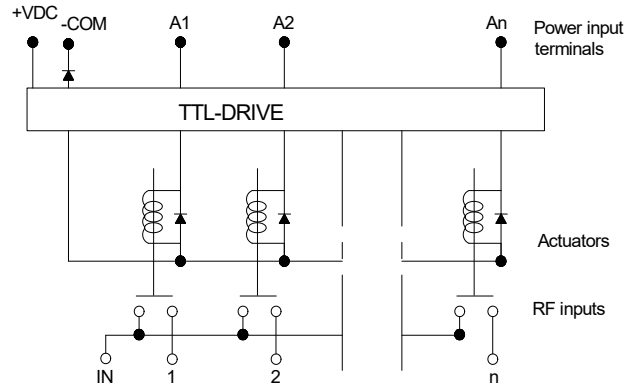 +VDC
-COM
A1
A2
An
Power input
terminals
TTL-DRIVE
Actuators
RF inputs
IN
1
2
n